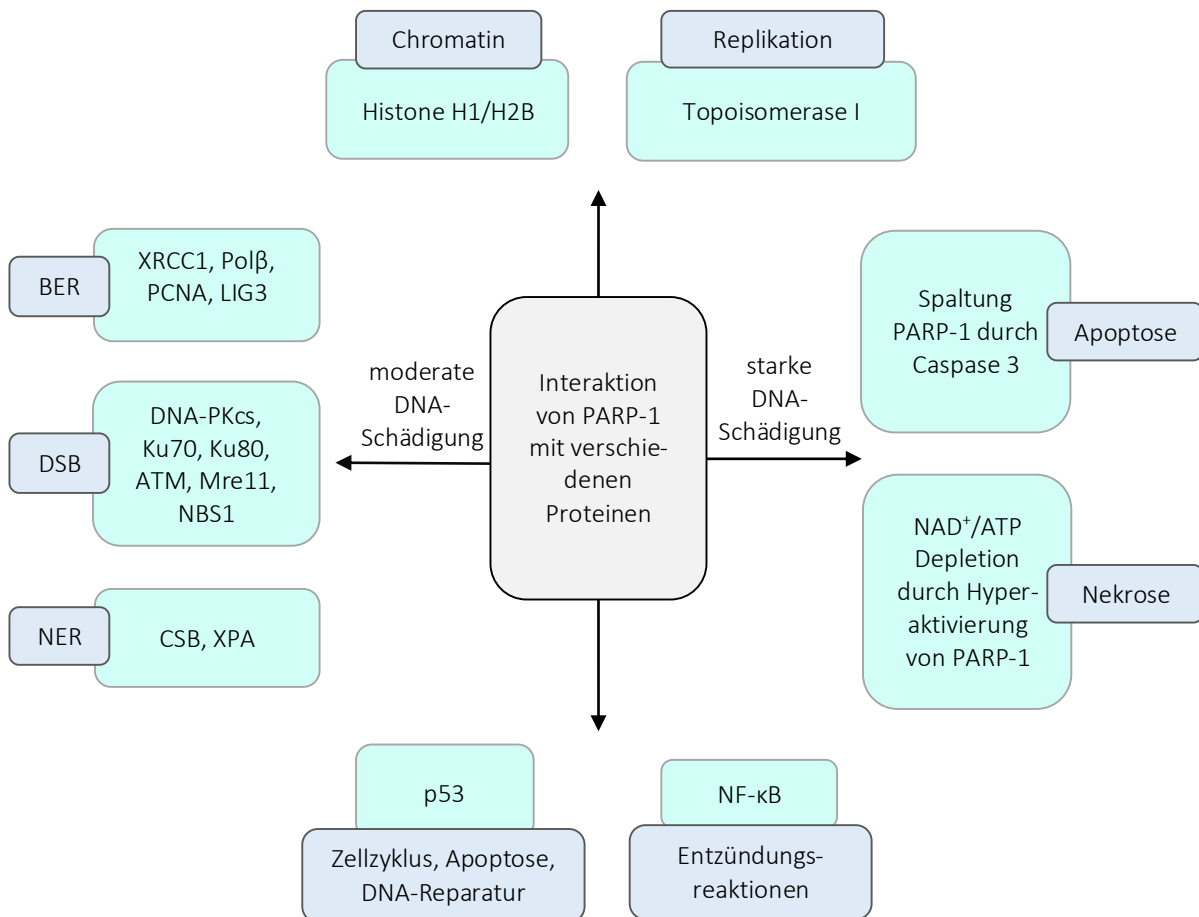 Chromatin
Histone H1/H2B
Replikation
Topoisomerase I
BER
XRCC1, Polβ,
PCNA, LIG3
DSB
DNA-PKcs,
Ku70, Ku80,
ATM, Mre11,
NBS1
NER
CSB, XPA
moderate
DNA-
Schädigung
Interaktion
von PARP-1
mit verschie-
denen
Proteinen
starke
DNA-
Schädigung
Spaltung
PARP-1 durch
Caspase 3
Apoptose
NAD⁺/ATP
Depletion
durch Hyper-
aktivierung
von PARP-1
Nekrose
p53
Zellzyklus, Apoptose,
DNA-Reparatur
NF-κB
Entzündungs-
reaktionen